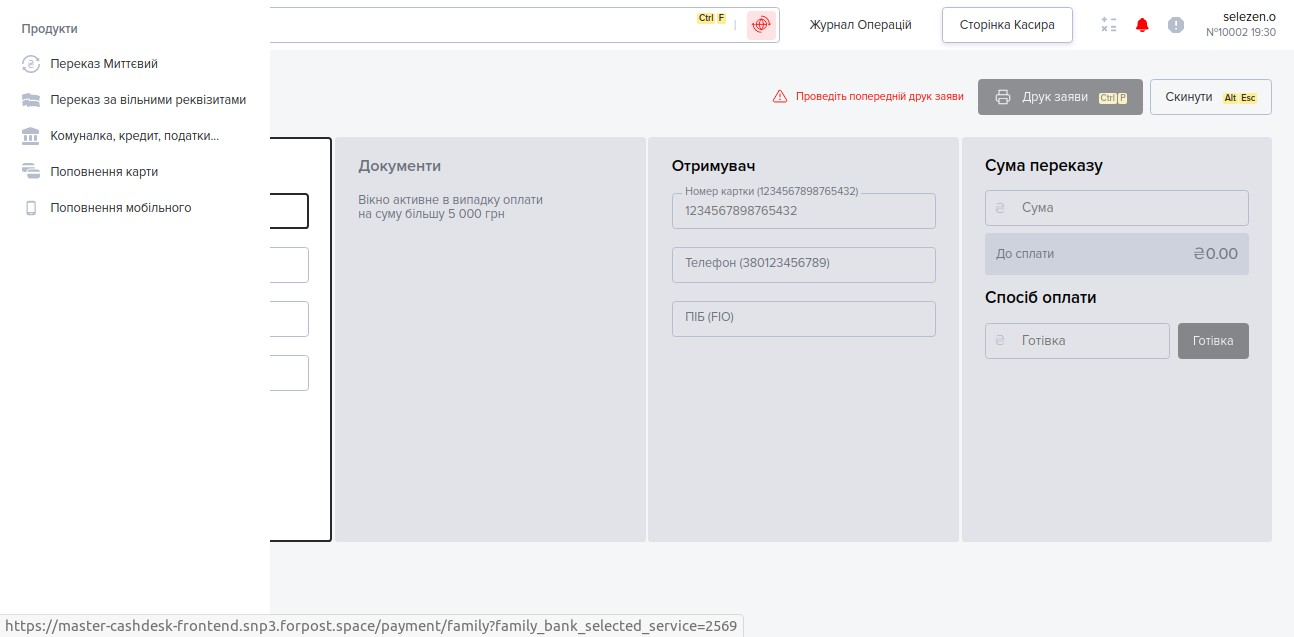 Продукти
Переказ Миттєвий
Переказ за вільними реквізитами
Комуналка, кредит, податки...
Поповнення карти
Поповнення мобільного
Ctrl F
Журнал Операцій
Сторінка Касира
selezen.o
№10002 19:30
Проведіть попередній друк заяви
Друк заяви Ctrl P
Скинути Alt Esc
Документи
Вікно активне в випадку оплати
на суму більшу 5 000 грн
Отримувач
Номер картки (1234567898765432)
1234567898765432
Телефон (380123456789)
ПІБ (FIO)
Сума переказу
₴ Сума
До сплати ₴0.00
Спосіб оплати
₴ Готівка
Готівка
https://master-cashdesk-frontend.snp3.forpost.space/payment/family?family_bank_selected_service=2569